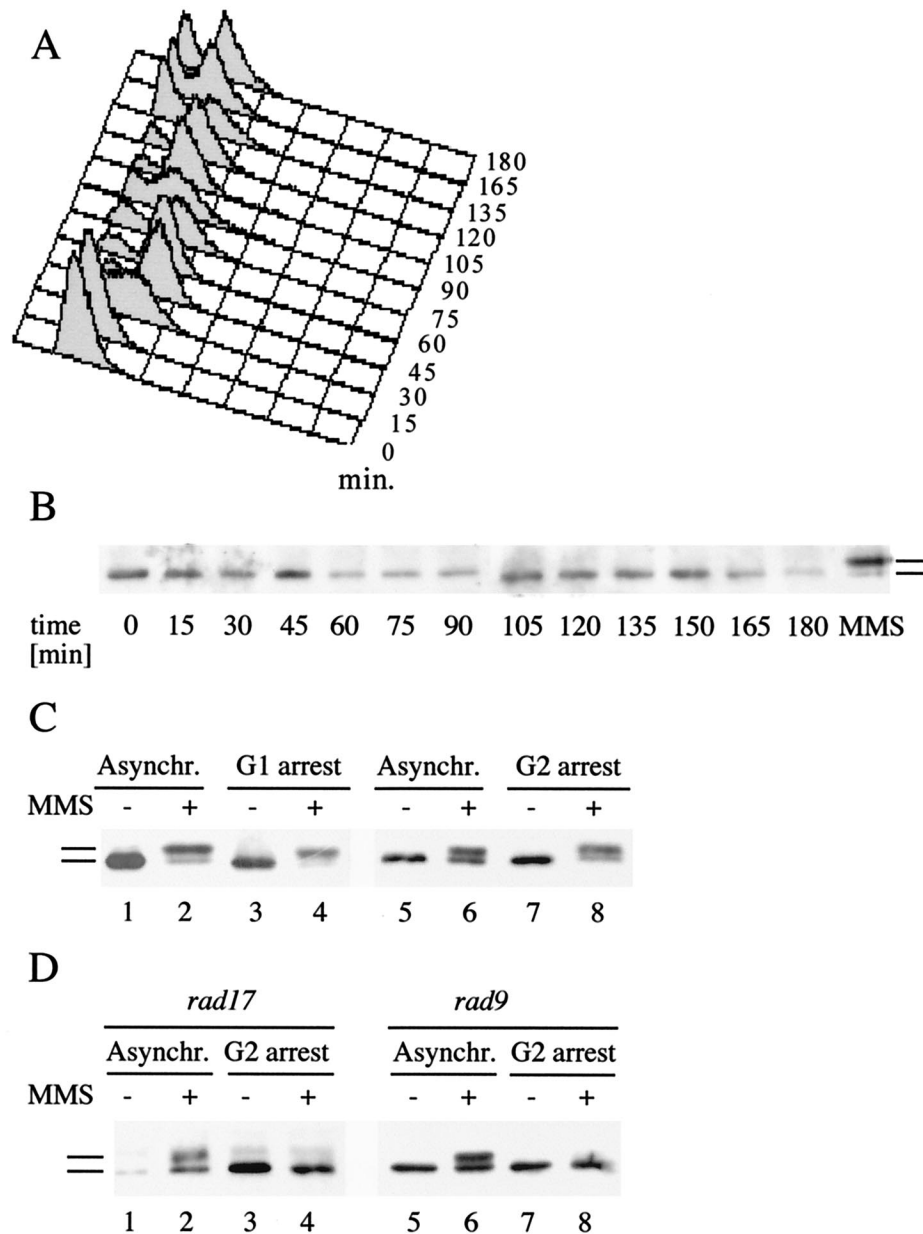 A
180
165
135
120
105
90
75
60
45
30
15
0
min.
B
time 0 15 30 45 60 75 90 105 120 135 150 165 180 MMS
[min]
C
Asynchr. G1 arrest Asynchr. G2 arrest
MMS - + - + - + - +
1 2 3 4 5 6 7 8
D
rad17 rad9
Asynchr. G2 arrest Asynchr. G2 arrest
MMS - + - + - + - +
1 2 3 4 5 6 7 8